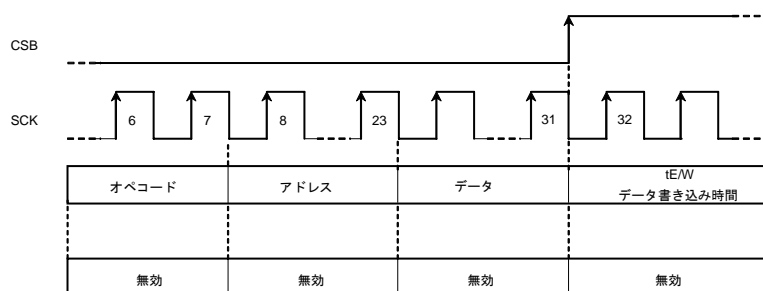 CSB
SCK
6 7 8 23 31 32
オペコード アドレス データ tE/W
データ書き込み時間
無効 無効 無効 無効